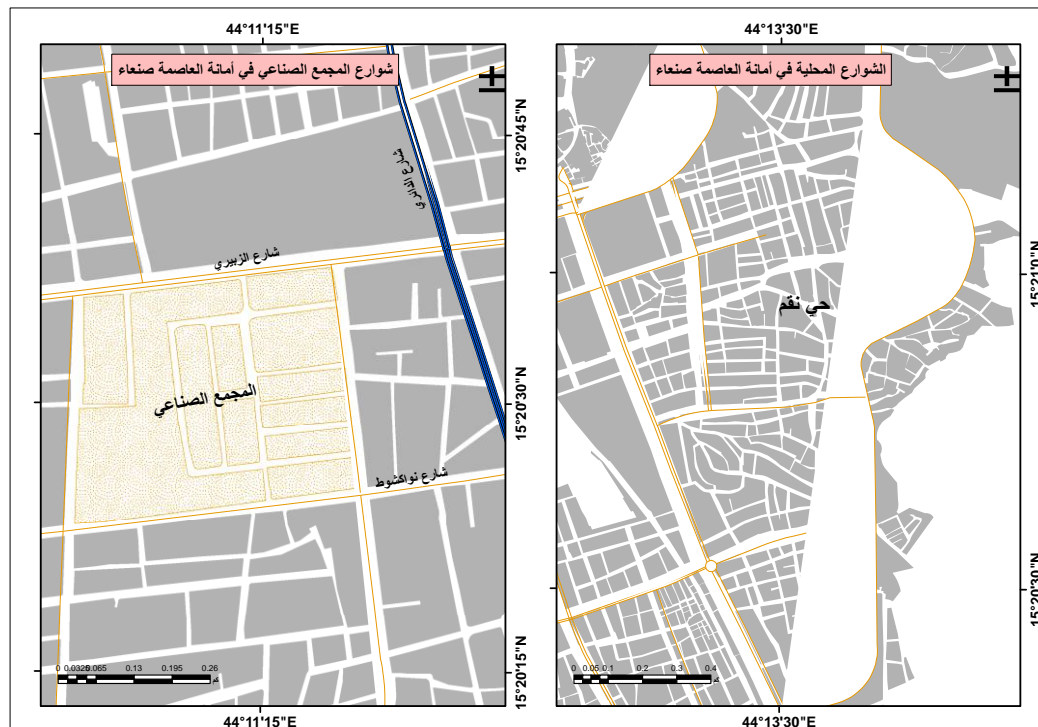 44°11'15"E
44°13'30"E
شوارع المجمع الصناعي في أمانة العاصمة صنعاء
الشوارع المحلية في أمانة العاصمة صنعاء
15°20'45"N
شارع الدائري
شارع الزبيري
15°21'0"N
حي نقم
المجمع الصناعي
15°20'30"N
شارع نواكشوط
15°20'30"N
15°20'15"N
0 0.0325 0.065 0.13 0.195 0.26
كم
0 0.05 0.1 0.2 0.3 0.4
كم
44°11'15"E
44°13'30"E